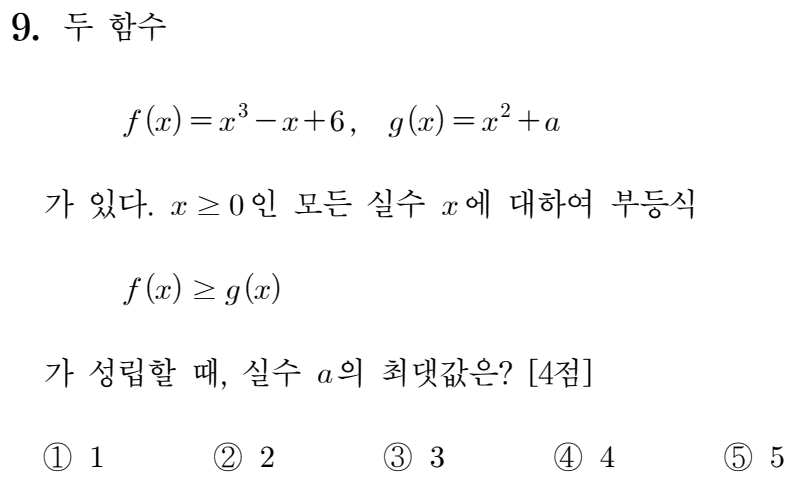 9. 두 함수
f(x)=x³-x+6, g(x)=x²+a
가 있다. x≥0인 모든 실수 x에 대하여 부등식
f(x)≥g(x)
가 성립할 때, 실수 a의 최댓값은? [4점]
① 1 ② 2 ③ 3 ④ 4 ⑤ 5